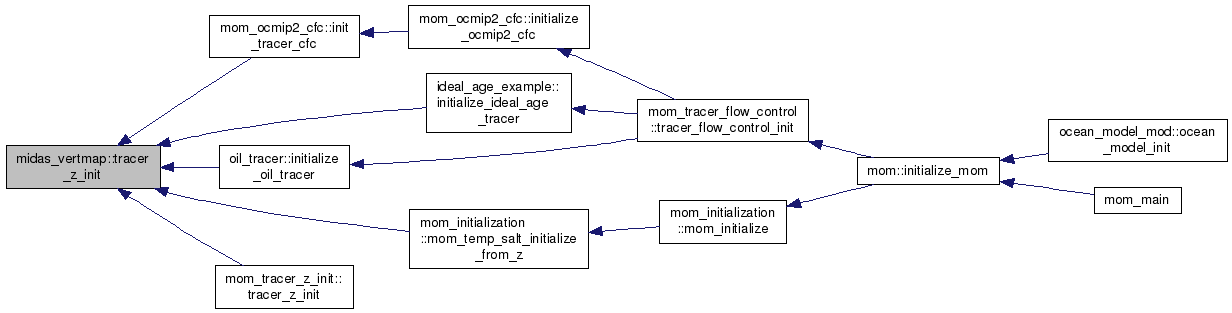 mom_ocmip2_cfc::init
_tracer_cfc
mom_ocmip2_cfc::initialize
_ocmip2_cfc
ideal_age_example::
initialize_ideal_age
_tracer
mom_tracer_flow_control
::tracer_flow_control_init
ocean_model_mod::ocean
_model_init
midas_vertmap::tracer
_z_init
oil_tracer::initialize
_oil_tracer
mom::initialize_mom
mom_main
mom_initialization
::mom_temp_salt_initialize
_from_z
mom_initialization
::mom_initialize
mom_tracer_z_init::
tracer_z_init